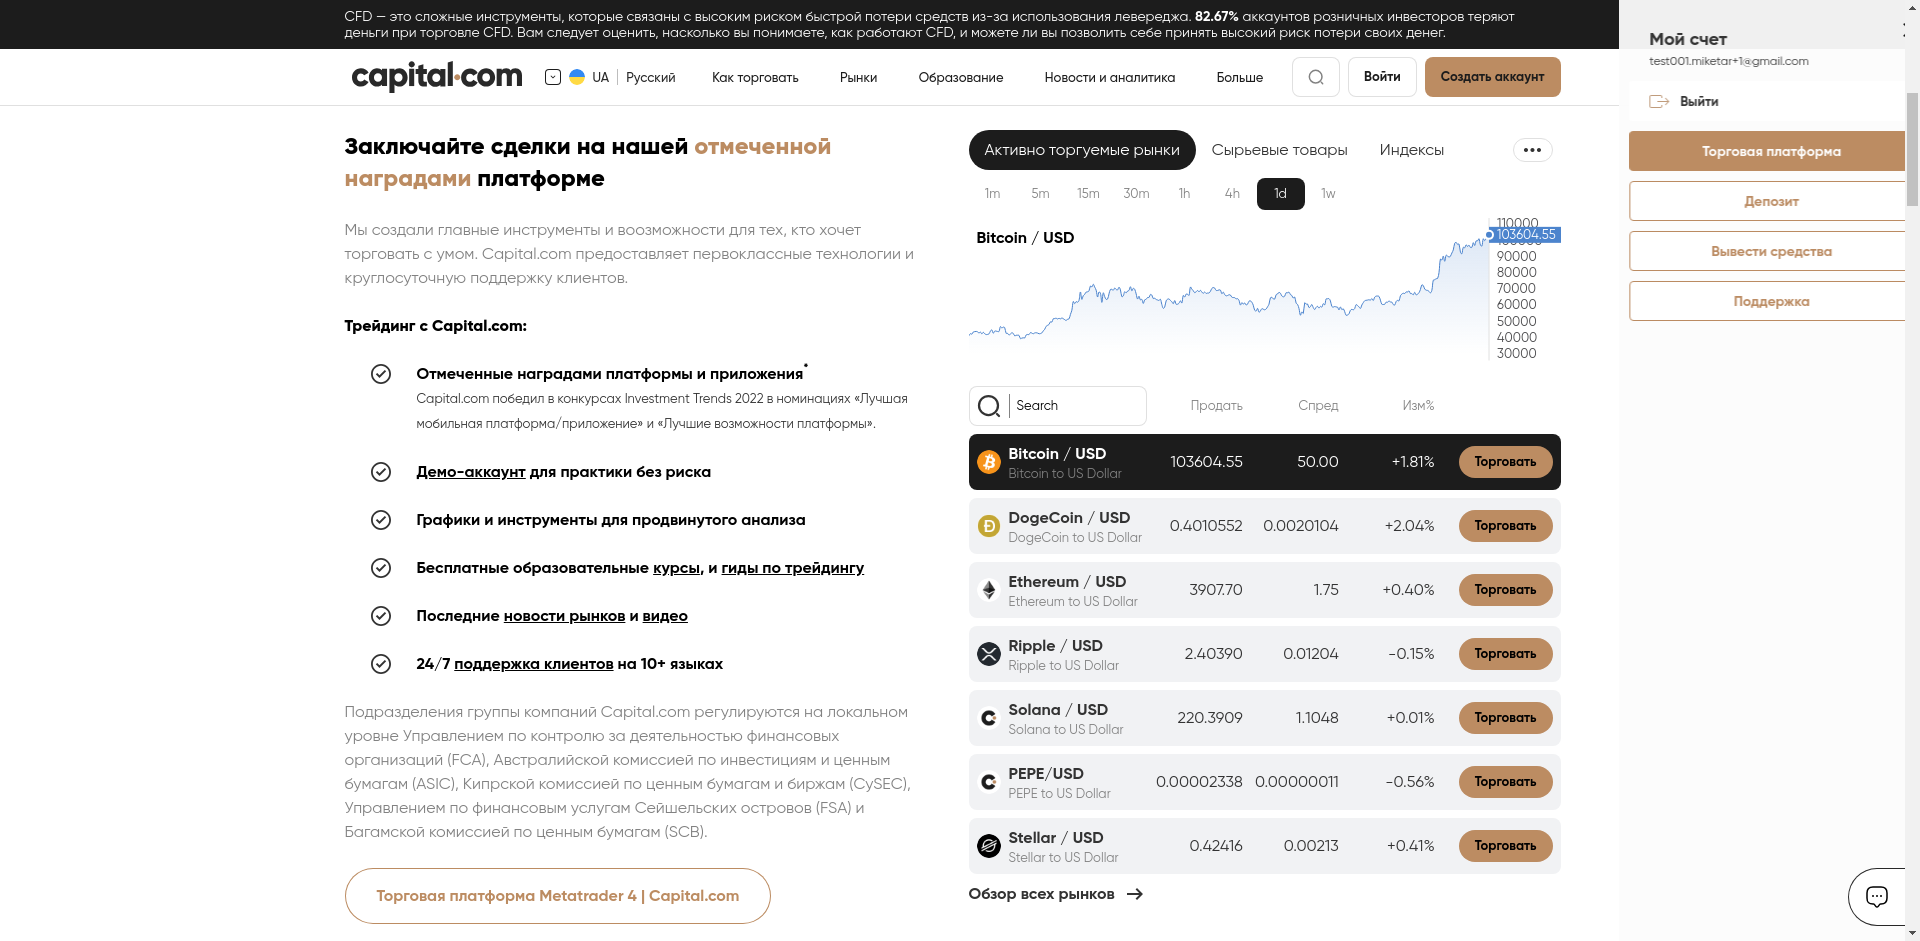 CFD — это сложные инструменты, которые связаны с высоким риском быстрой потери средств из-за использования левереджа. 82.67% аккаунтов розничных инвесторов теряют
деньги при торговле CFD. Вам следует оценить, насколько вы понимаете, как работают CFD, и можете ли вы позволить себе принять высокий риск потери своих денег.
capital.com
UA Русский
Как торговать
Рынки
Образование
Новости и аналитика
Больше
Войти
Создать аккаунт
Мой счет
test001.miketar+1@gmail.com
Выйти
Торговая платформа
Депозит
Вывести средства
Поддержка
Заключайте сделки на нашей отмеченной
наградами платформе
Мы создали главные инструменты и воозможности для тех, кто хочет
торговать с умом. Capital.com предоставляет первоклассные технологии и
круглосуточную поддержку клиентов.
Трейдинг с Capital.com:
Отмеченные наградами платформы и приложения*
Capital.com победил в конкурсах Investment Trends 2022 в номинациях «Лучшая
мобильная платформа/приложение» и «Лучшие возможности платформы».
Демо-аккаунт для практики без риска
Графики и инструменты для продвинутого анализа
Бесплатные образовательные курсы, и гиды по трейдингу
Последние новости рынков и видео
24/7 поддержка клиентов на 10+ языках
Подразделения группы компаний Capital.com регулируются на локальном
уровне Управлением по контролю за деятельностью финансовых
организаций (FCA), Австралийской комиссией по инвестициям и ценным
бумагам (ASIC), Кипрской комиссией по ценным бумагам и биржам (CySEC),
Управлением по финансовым услугам Сейшельских островов (FSA) и
Багамской комиссией по ценным бумагам (SCB).
Торговая платформа Metatrader 4 | Capital.com
Активно торгуемые рынки
Сырьевые товары
Индексы
1m 5m 15m 30m 1h 4h 1d 1w
Bitcoin / USD
110000
103604.55
90000
80000
70000
60000
50000
40000
30000
Search
Продать Спред Изм%
Bitcoin / USD
Bitcoin to US Dollar
103604.55 50.00 +1.81% Торговать
DogeCoin / USD
DogeCoin to US Dollar
0.4010552 0.0020104 +2.04% Торговать
Ethereum / USD
Ethereum to US Dollar
3907.70 1.75 +0.40% Торговать
Ripple / USD
Ripple to US Dollar
2.40390 0.01204 -0.15% Торговать
Solana / USD
Solana to US Dollar
220.3909 1.1048 +0.01% Торговать
PEPE/USD
PEPE to US Dollar
0.00002338 0.00000011 -0.56% Торговать
Stellar / USD
Stellar to US Dollar
0.42416 0.00213 +0.41% Торговать
Обзор всех рынков